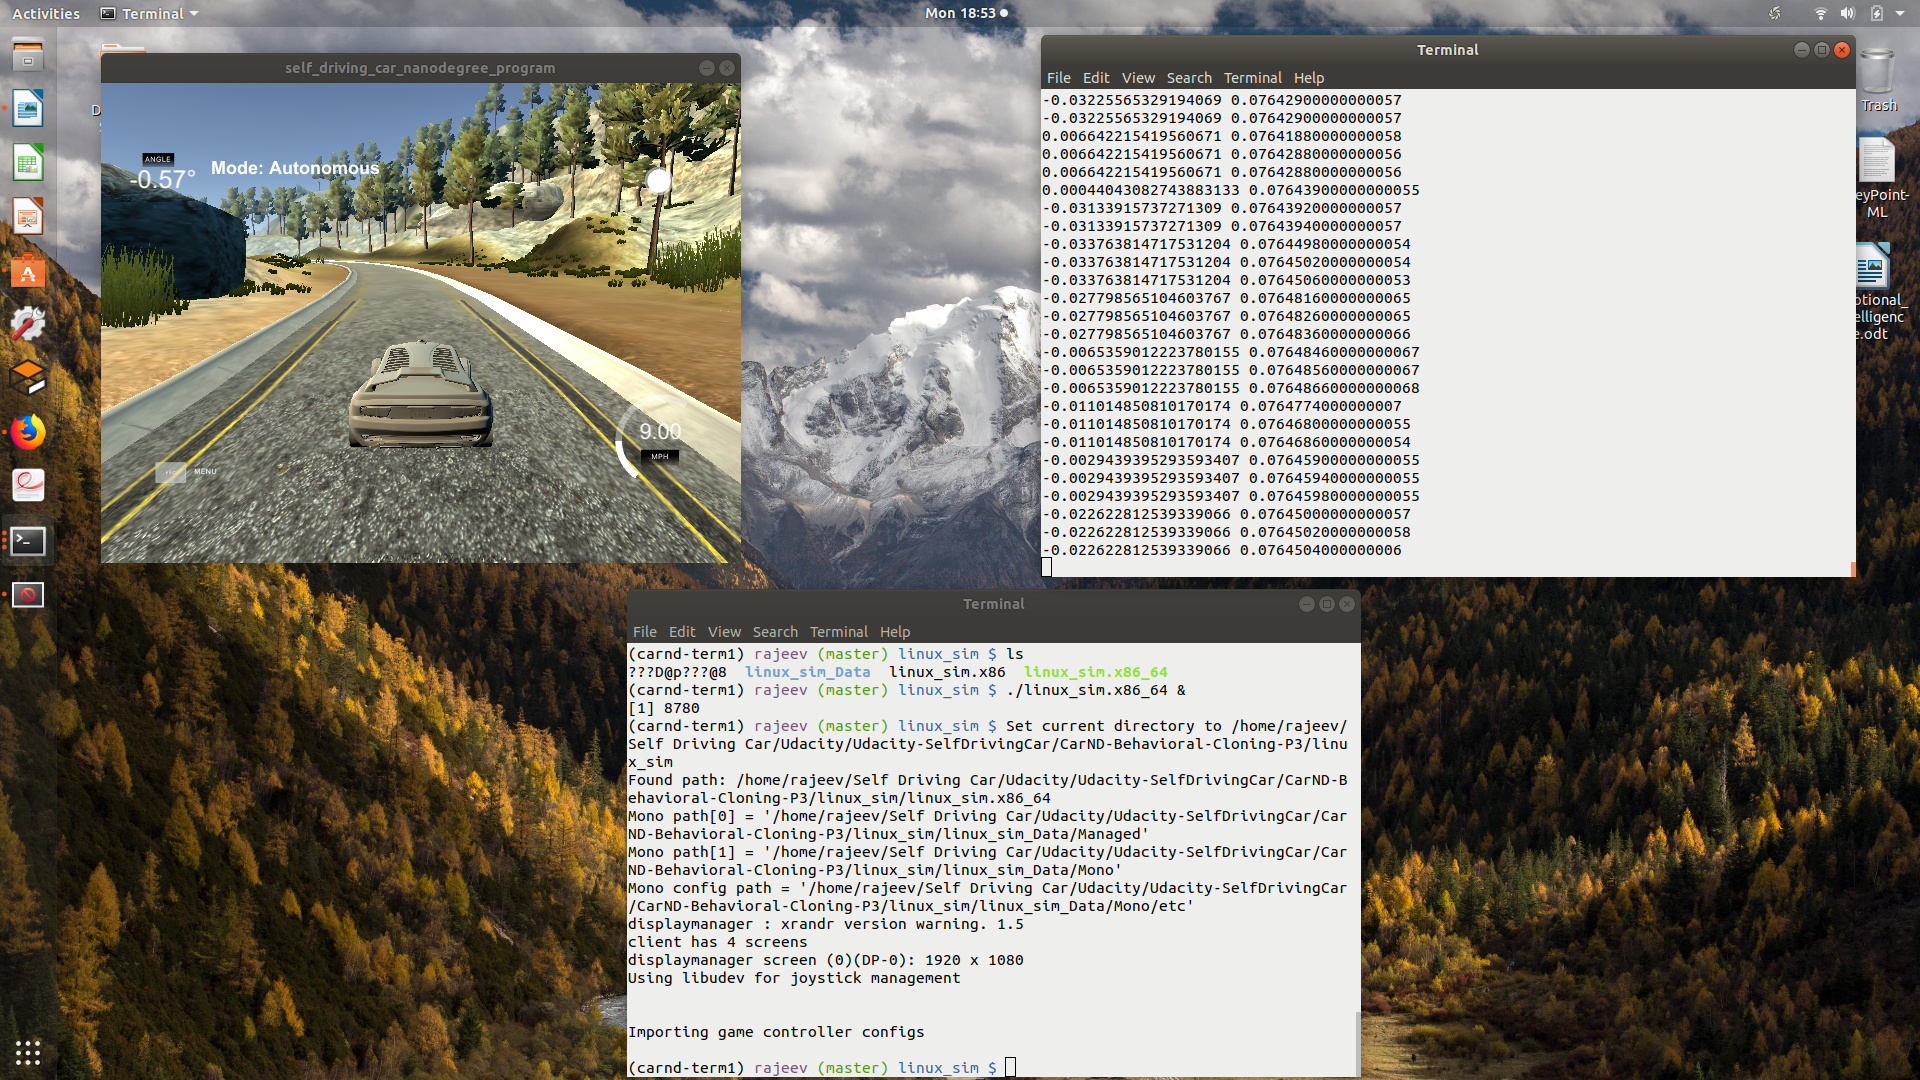 Activities
Terminal
Mon 18:53
self_driving_car_nanodegree_program
ANGLE
-0.57°
Mode: Autonomous
9.00
MPH
MENU
D
Terminal
File Edit View Search Terminal Help
-0.03225565329194069 0.07642900000000057
-0.03225565329194069 0.07642900000000057
0.006642215419560671 0.07641880000000058
0.006642215419560671 0.07642880000000056
0.006642215419560671 0.07642880000000056
0.00044043082743883133 0.07643900000000055
-0.03133915737271309 0.07643920000000057
-0.03133915737271309 0.07643940000000057
-0.033763814717531204 0.07644980000000054
-0.033763814717531204 0.07645020000000054
-0.033763814717531204 0.07645060000000053
-0.027798565104603767 0.07648160000000065
-0.027798565104603767 0.07648260000000065
-0.027798565104603767 0.07648360000000066
-0.0065359012223780155 0.07648460000000067
-0.0065359012223780155 0.07648560000000067
-0.0065359012223780155 0.07648660000000068
-0.011014850810170174 0.0764774000000007
-0.011014850810170174 0.07646800000000055
-0.011014850810170174 0.07646860000000054
-0.0029439395293593407 0.07645900000000055
-0.0029439395293593407 0.07645940000000055
-0.0029439395293593407 0.07645980000000055
-0.022622812539339066 0.07645000000000057
-0.022622812539339066 0.07645020000000058
-0.022622812539339066 0.0764504000000006
Trash
eyPoint-
ML
otional_
elligenc
e.odt
Terminal
File Edit View Search Terminal Help
(carnd-term1) rajeev (master) linux_sim $ ls
???D@p???@8 linux_sim_Data linux_sim.x86 linux_sim.x86_64
(carnd-term1) rajeev (master) linux_sim $ ./linux_sim.x86_64 &
[1] 8780
(carnd-term1) rajeev (master) linux_sim $ Set current directory to /home/rajeev/
Self Driving Car/Udacity/Udacity-SelfDrivingCar/CarND-Behavioral-Cloning-P3/linu
x_sim
Found path: /home/rajeev/Self Driving Car/Udacity/Udacity-SelfDrivingCar/CarND-B
ehavioral-Cloning-P3/linux_sim/linux_sim.x86_64
Mono path[0] = '/home/rajeev/Self Driving Car/Udacity/Udacity-SelfDrivingCar/Car
ND-Behavioral-Cloning-P3/linux_sim/linux_sim_Data/Managed'
Mono path[1] = '/home/rajeev/Self Driving Car/Udacity/Udacity-SelfDrivingCar/Car
ND-Behavioral-Cloning-P3/linux_sim/linux_sim_Data/Mono'
Mono config path = '/home/rajeev/Self Driving Car/Udacity/Udacity-SelfDrivingCar
/CarND-Behavioral-Cloning-P3/linux_sim/linux_sim_Data/Mono/etc'
displaymanager : xrandr version warning. 1.5
client has 4 screens
displaymanager screen (0)(DP-0): 1920 x 1080
Using libudev for joystick management
Importing game controller configs
(carnd-term1) rajeev (master) linux_sim $